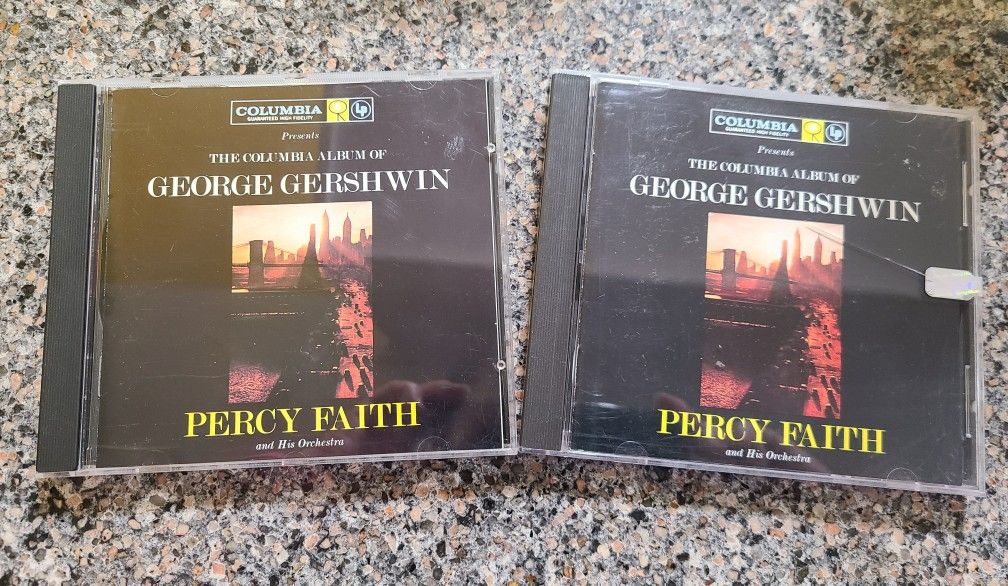 COLUMBIA
GUARANTEED HIGH FIDELITY
LP
Presents
THE COLUMBIA ALBUM OF
GEORGE GERSHWIN
PERCY FAITH
and His Orchestra
COLUMBIA
GUARANTEED HIGH FIDELITY
LP
Presents
THE COLUMBIA ALBUM OF
GEORGE GERSHWIN
PERCY FAITH
and His Orchestra